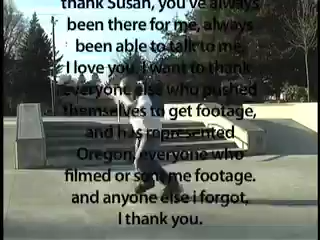 thank Susan, you've always
been there for me, always
been able to talk to me.
I love you. I want to thank
everyone else who pushed
themselves to get footage,
and has represented
Oregon, everyone who
filmed or sent me footage.
and anyone else i forgot,
I thank you.